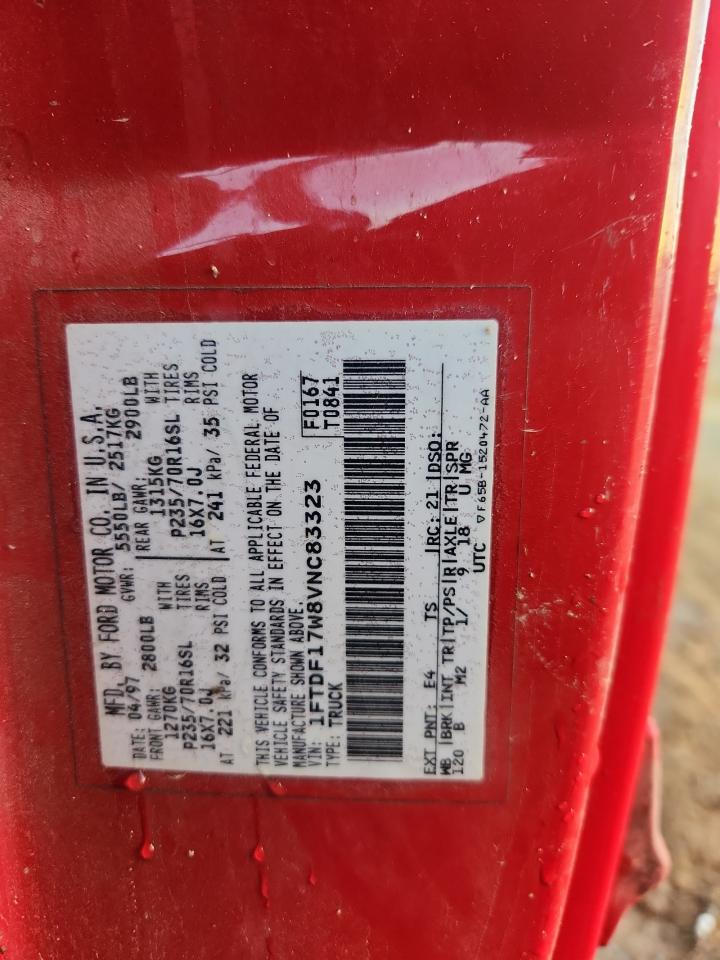 MFD. BY FORD MOTOR CO. IN U.S.A.
DATE: 04/97 GVWR: 5550LB/ 2517KG
FRONT GAWR: 2800LB REAR GAWR: 2900LB
1270KG WITH 1315KG WITH
P235/70R16SL TIRES P235/70R16SL TIRES
16X7.0J RIMS 16X7.0J RIMS
AT 221 kPa/ 32 PSI COLD AT 241 kPa/ 35 PSI COLD
THIS VEHICLE CONFORMS TO ALL APPLICABLE FEDERAL MOTOR
VEHICLE SAFETY STANDARDS IN EFFECT ON THE DATE OF
MANUFACTURE SHOWN ABOVE.
VIN: 1FTDF17W8VNC83323 F0167
TYPE: TRUCK T0841
EXT PNT: E4 TS RC: 21 DSO:
WB BRK INT TR TP/PS R AXLE TR SPR
120 B M2 1/ 9 18 U MG
UTC ▽F65B-1520472-AA